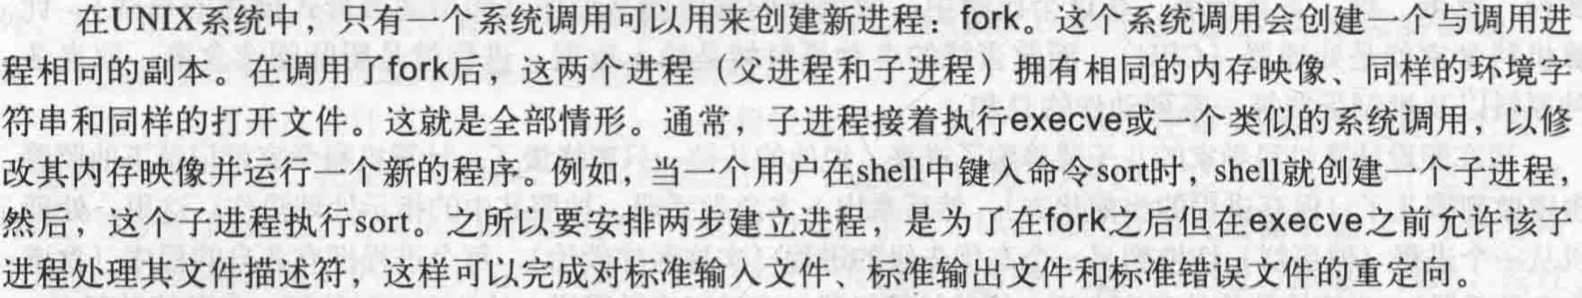 在UNIX系统中，只有一个系统调用可以用来创建新进程：fork。这个系统调用会创建一个与调用进
程相同的副本。在调用了fork后，这两个进程（父进程和子进程）拥有相同的内存映像、同样的环境字
符串和同样的打开文件。这就是全部情形。通常，子进程接着执行execve或一个类似的系统调用，以修
改其内存映像并运行一个新的程序。例如，当一个用户在shell中键入命令sort时，shell就创建一个子进程，
然后，这个子进程执行sort。之所以要安排两步建立进程，是为了在fork之后但在execve之前允许该子
进程处理其文件描述符，这样可以完成对标准输入文件、标准输出文件和标准错误文件的重定向。